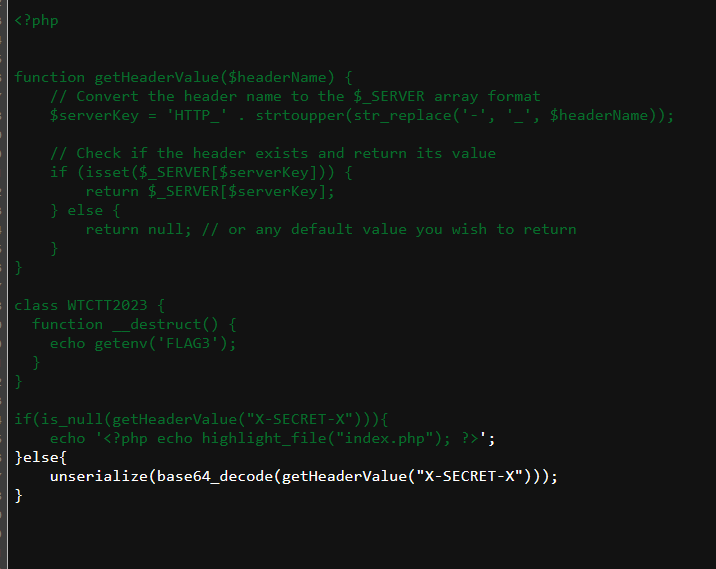 <?php
function getHeaderValue($headerName) {
    // Convert the header name to the $_SERVER array format
    $serverKey = 'HTTP_' . strtoupper(str_replace('-', '_', $headerName));
    // Check if the header exists and return its value
    if (isset($_SERVER[$serverKey])) {
        return $_SERVER[$serverKey];
    } else {
        return null; // or any default value you wish to return
    }
}
class WTCTT2023 {
  function __destruct() {
    echo getenv('FLAG3');
  }
}
if(is_null(getHeaderValue("X-SECRET-X"))){
    echo '<?php echo highlight_file("index.php"); ?>';
}else{
    unserialize(base64_decode(getHeaderValue("X-SECRET-X")));
}